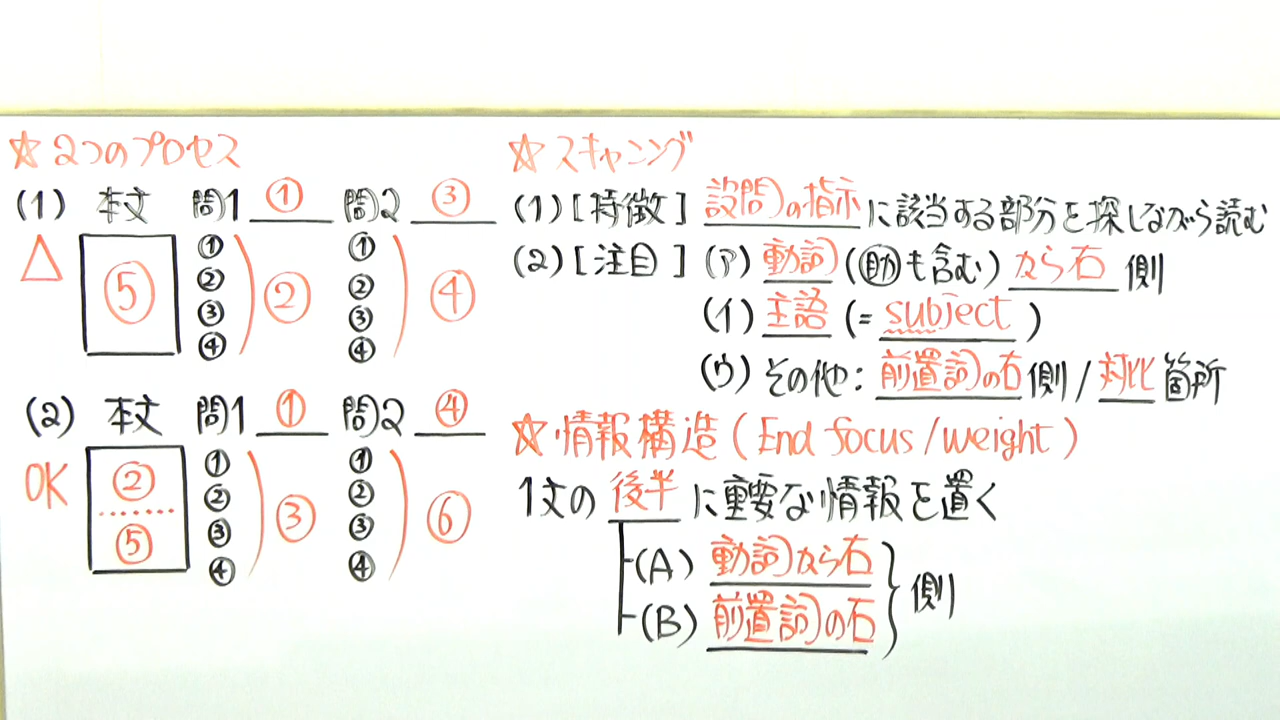 ☆ 2つのプロセス
(1) 本文 問1 ① 問2 ③
△ ⑤ ① ② ③ ④ ) ② ① ② ③ ④ ) ④
(2) 本文 問1 ① 問2 ④
OK ② ⑤ ① ② ③ ④ ) ③ ① ② ③ ④ ) ⑥
☆ スキャニング
(1) [特徴] 設問の指示に該当する部分を探しながら読む
(2) [注目] (ア) 動詞 (助も含む) から右 側
(イ) 主語 (= subject )
(ウ) その他: 前置詞の右側 / 対比箇所
☆情報構造 (End focus/weight)
1文の 後半 に重要な情報を置く
(A) 動詞から右
(B) 前置詞の右
} 側